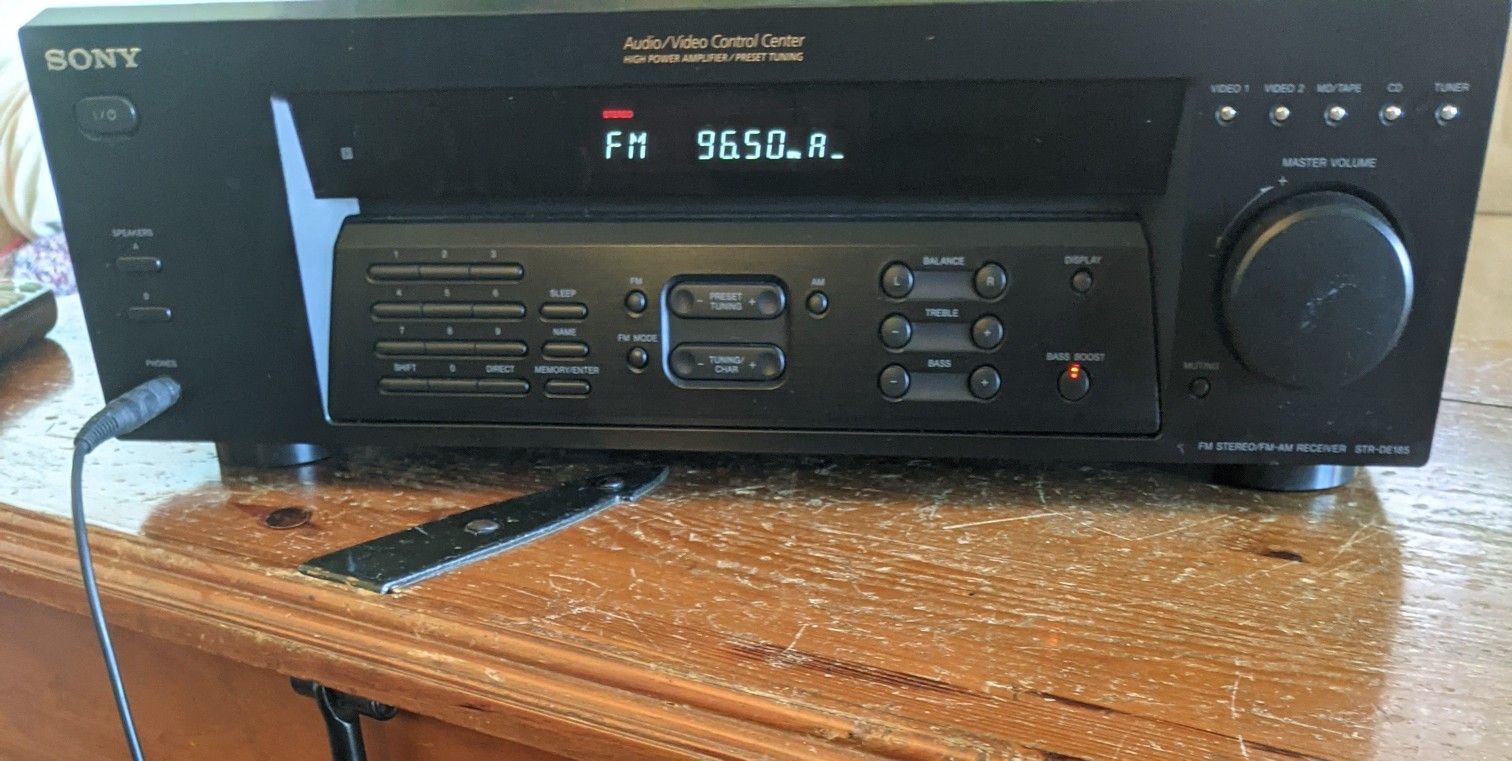 SONY
Audio/Video Control Center
HIGH POWER AMPLIFIER/PRESET TUNING
I/⏻
STEREO
FM 96.50 MHz A
VIDEO 1 VIDEO 2 MD/TAPE CD TUNER
MASTER VOLUME
+
-
SPEAKERS
A
B
PHONES
1 2 3
4 5 6
7 8 9
SHIFT 0 DIRECT
SLEEP
NAME
MEMORY/ENTER
FM
FM MODE
- PRESET TUNING +
- TUNING/ CHAR +
AM
BALANCE
L R
TREBLE
- +
BASS
- +
DISPLAY
BASS BOOST
MUTING
FM STEREO/FM-AM RECEIVER STR-DE185